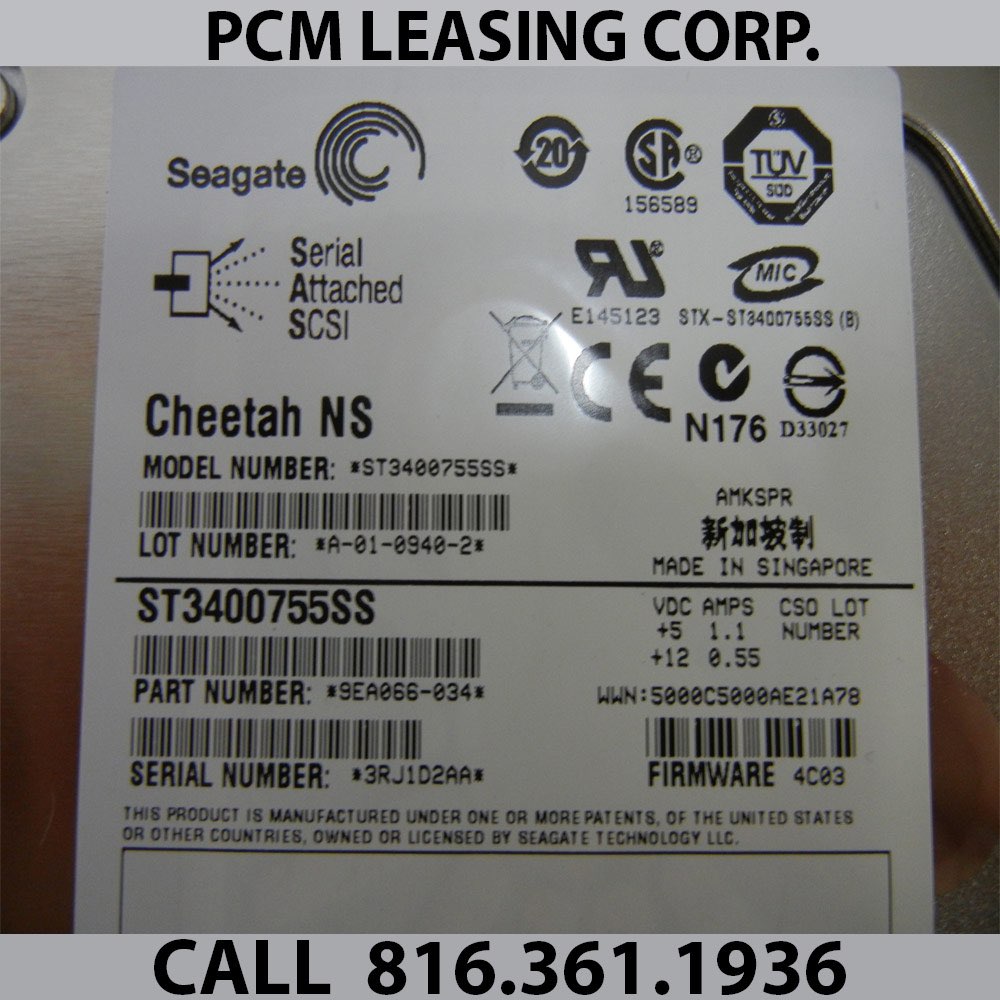 PCM LEASING CORP.
Seagate
20
SA ®
156589
TÜV
SÜD
Serial
Attached
SCSI
E145123
MIC
STX-ST3400755SS (B)
CE
N176
D33027
Cheetah NS
MODEL NUMBER: *ST3400755SS*
AMKSPR
LOT NUMBER: *A-01-0940-2*
新加坡制
MADE IN SINGAPORE
ST3400755SS
VDC AMPS CSO LOT
+5 1.1 NUMBER
+12 0.55
PART NUMBER: *9EA066-034*
WWN:5000C5000AE21A78
SERIAL NUMBER: *3RJ1D2AA*
FIRMWARE 4C03
THIS PRODUCT IS MANUFACTURED UNDER ONE OR MORE PATENTS, OF THE UNITED STATES
OR OTHER COUNTRIES, OWNED OR LICENSED BY SEAGATE TECHNOLOGY LLC.
CALL 816.361.1936